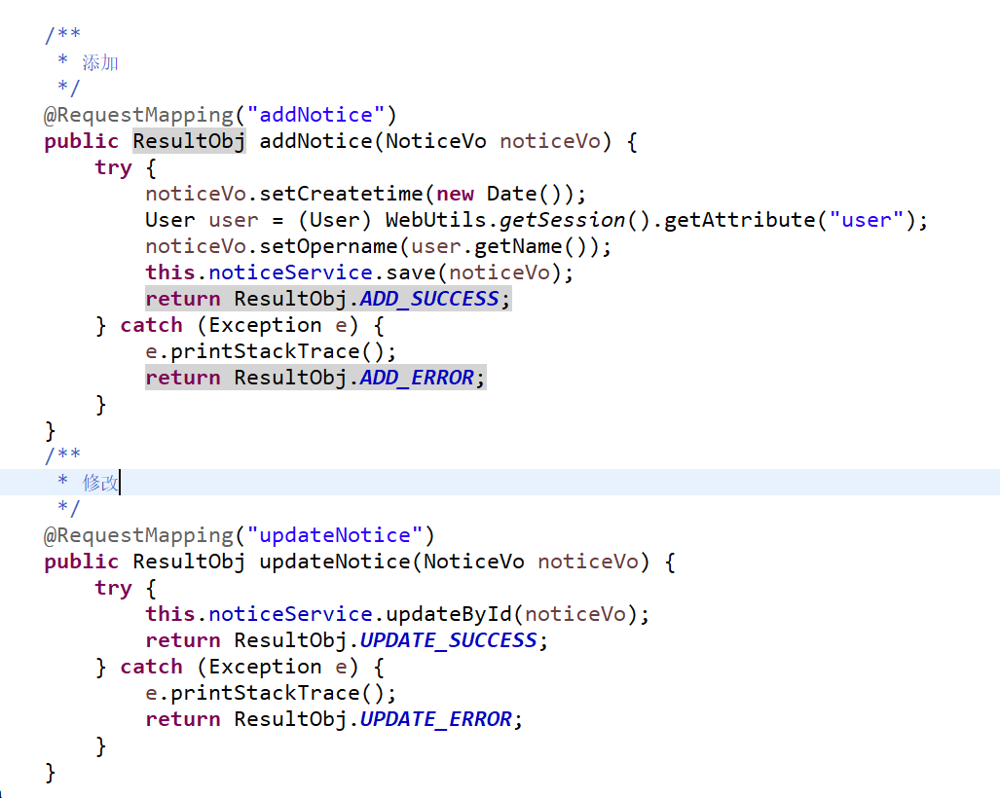 /**
 * 添加
 */
@RequestMapping("addNotice")
public ResultObj addNotice(NoticeVo noticeVo) {
    try {
        noticeVo.setCreatetime(new Date());
        User user = (User) WebUtils.getSession().getAttribute("user");
        noticeVo.setOpername(user.getName());
        this.noticeService.save(noticeVo);
        return ResultObj.ADD_SUCCESS;
    } catch (Exception e) {
        e.printStackTrace();
        return ResultObj.ADD_ERROR;
    }
}
/**
 * 修改
 */
@RequestMapping("updateNotice")
public ResultObj updateNotice(NoticeVo noticeVo) {
    try {
        this.noticeService.updateById(noticeVo);
        return ResultObj.UPDATE_SUCCESS;
    } catch (Exception e) {
        e.printStackTrace();
        return ResultObj.UPDATE_ERROR;
    }
}